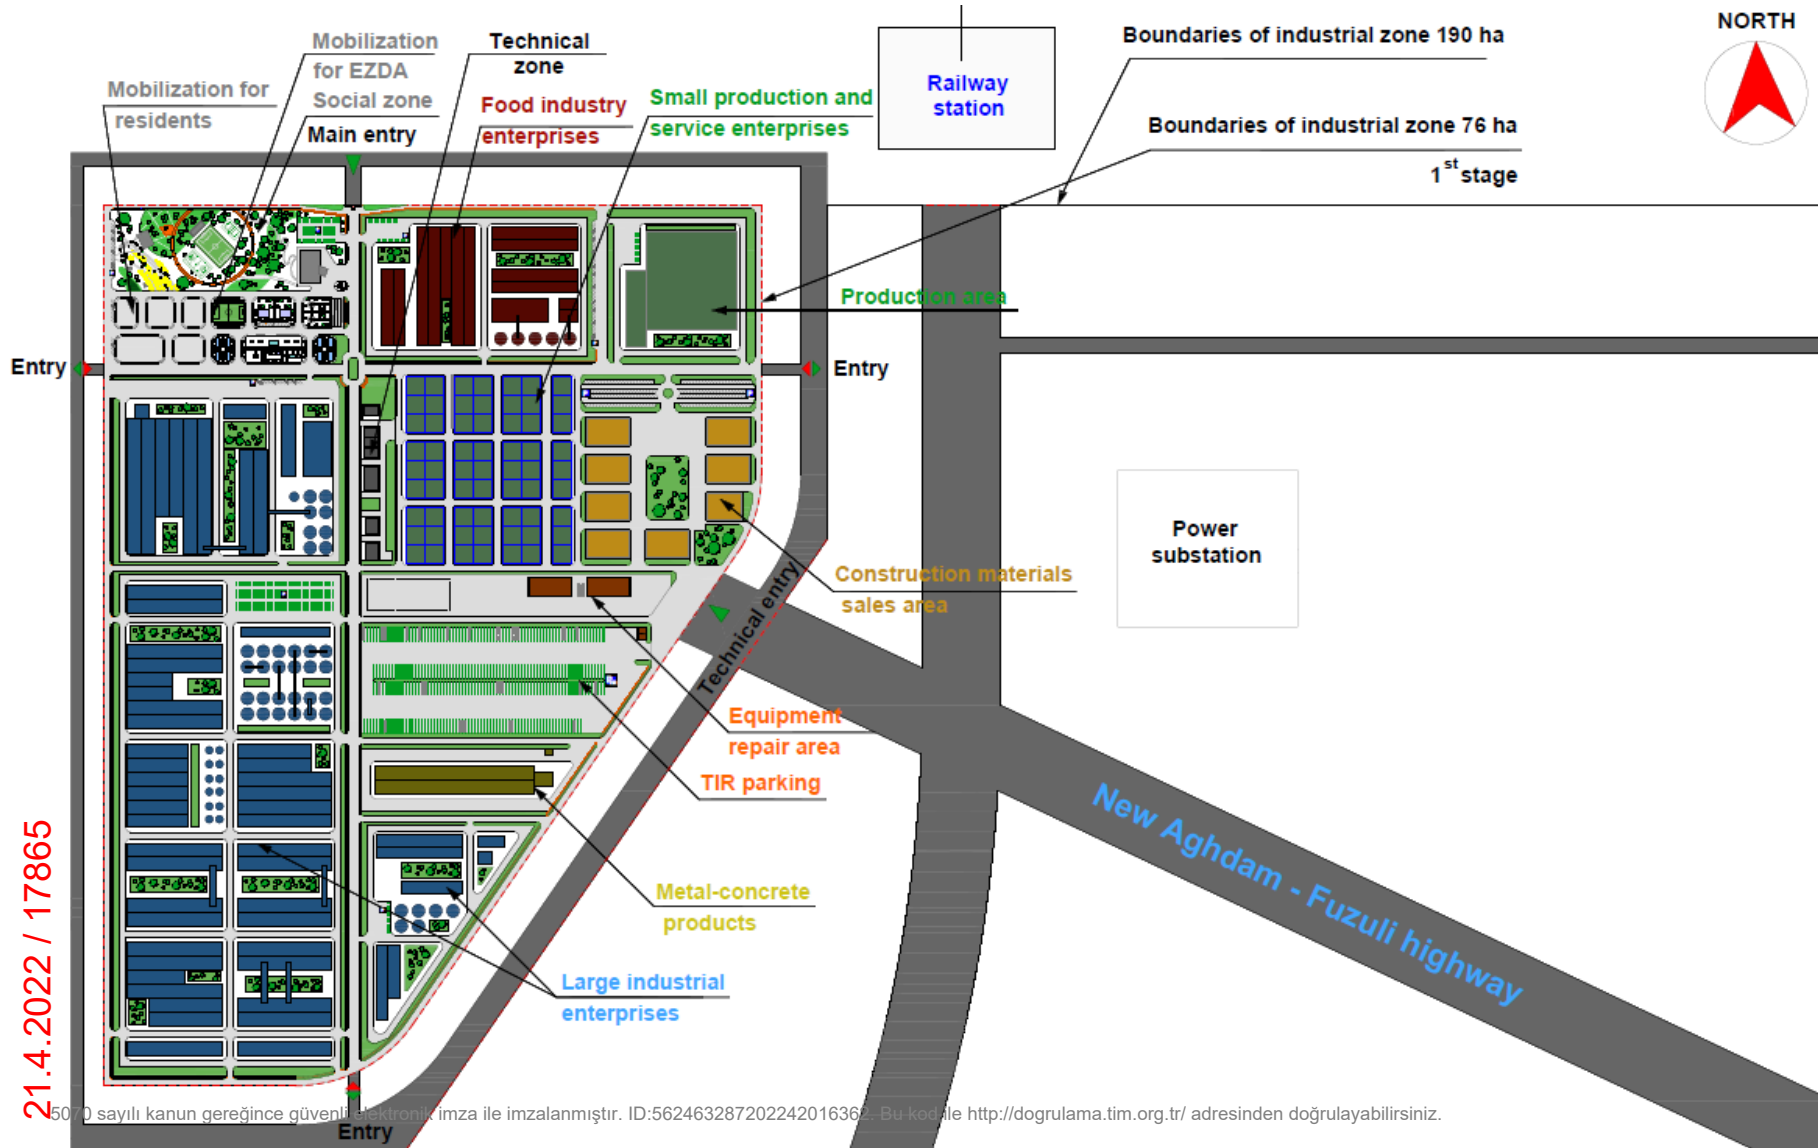 NORTH
Boundaries of industrial zone 190 ha
Mobilization
for EZDA
Technical
zone
Mobilization for
residents
Social zone
Main entry
Food industry
enterprises
Small production and
service enterprises
Railway
station
Boundaries of industrial zone 76 ha
1st stage
Production area
Entry
Entry
Power
substation
Construction materials
sales area
Technical entry
Equipment
repair area
TIR parking
New Aghdam - Fuzuli highway
Metal-concrete
products
Large industrial
enterprises
21.4.2022 / 17865
5070 sayılı kanun gereğince güvenli elektronik imza ile imzalanmıştır. ID:562463287202242016362. Bu kod ile http://dogrulama.tim.org.tr/ adresinden doğrulayabilirsiniz.
Entry